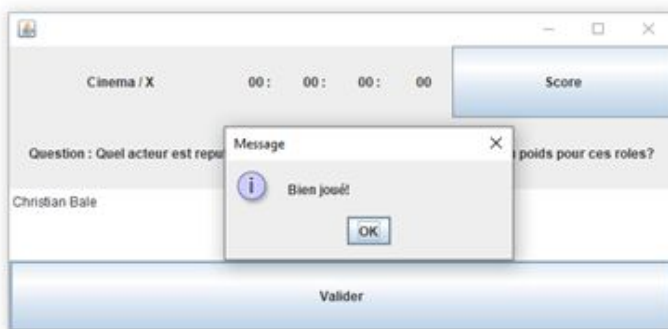 Cinema / X 00 : 00 : 00 : 00 Score
Question : Quel acteur est repu poids pour ces roles?
Message
Bien joué!
OK
Christian Bale
Valider